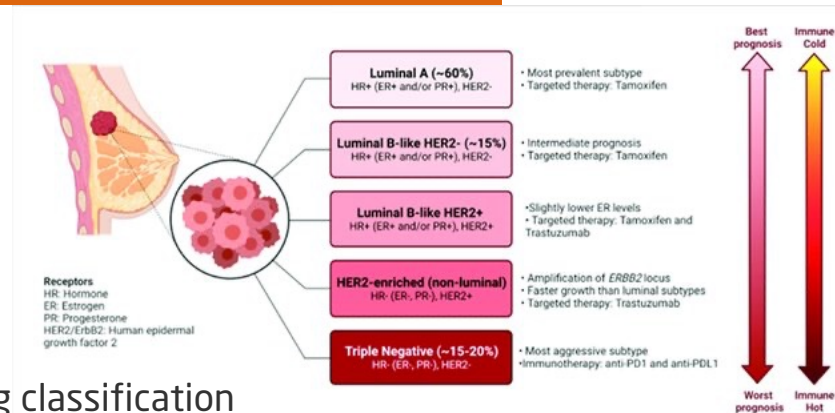 Best
prognosis
Immune
Cold
Luminal A (~60%)
HR+ (ER+ and/or PR+), HER2-
• Most prevalent subtype
• Targeted therapy: Tamoxifen
Luminal B-like HER2- (~15%)
HR+ (ER+ and/or PR+), HER2-
• Intermediate prognosis
• Targeted therapy: Tamoxifen
Luminal B-like HER2+
HR+ (ER+ and/or PR+), HER2+
•Slightly lower ER levels
• Targeted therapy: Tamoxifen and
Trastuzumab
HER2-enriched (non-luminal)
HR- (ER-, PR-), HER2+
• Amplification of ERBB2 locus
• Faster growth than luminal subtypes
• Targeted therapy: Trastuzumab
Triple Negative (~15-20%)
HR- (ER-, PR-), HER2-
• Most aggressive subtype
•Immunotherapy: anti-PD1 and anti-PDL1
Receptors
HR: Hormone
ER: Estrogen
PR: Progesterone
HER2/ErbB2: Human epidermal
growth factor 2
Worst
prognosis
Immune
Hot
classification